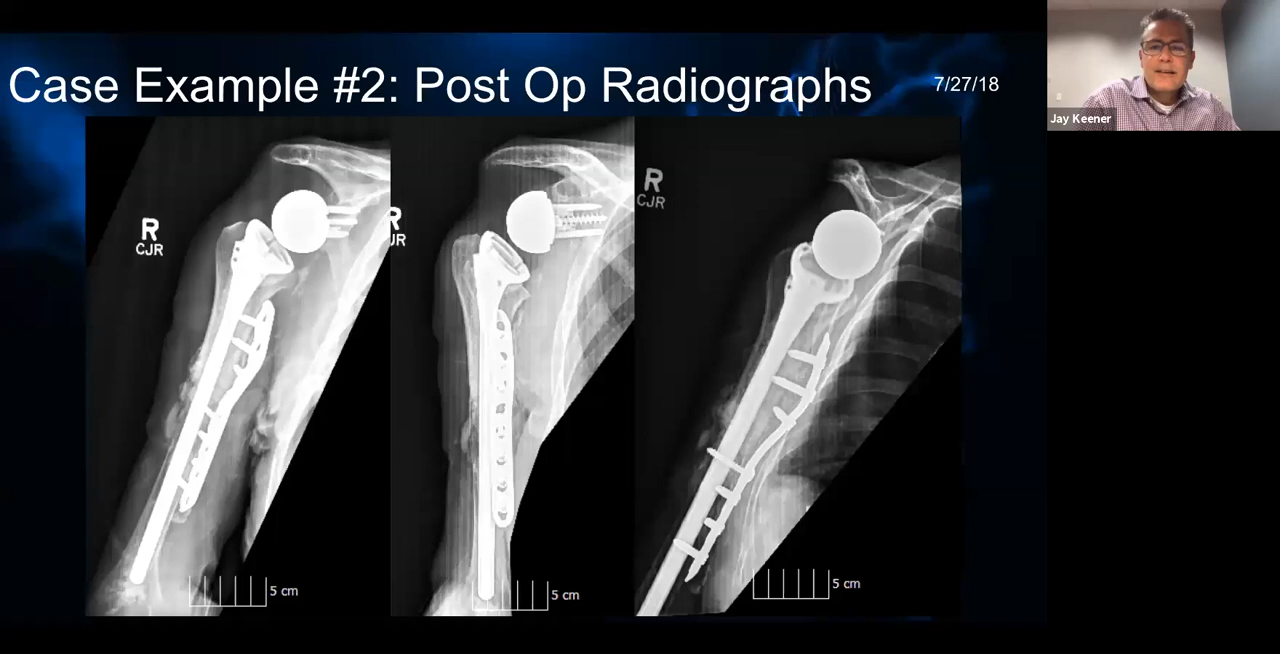 Case Example #2: Post Op Radiographs
7/27/18
Jay Keener
R
CJR
R
JR
R
CJR
5 cm
5 cm
5 cm